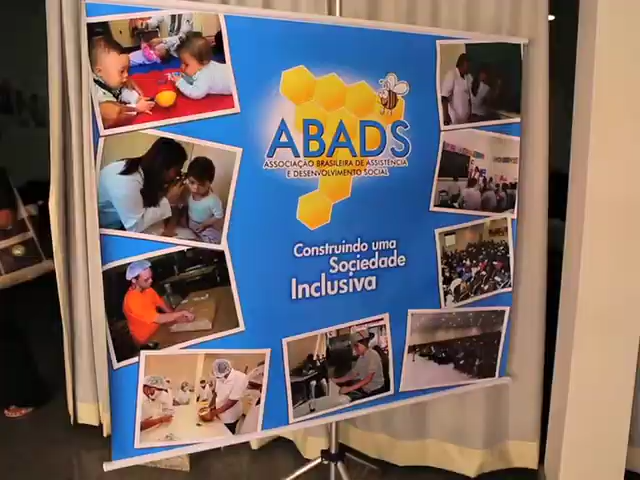 ABADS
ASSOCIAÇÃO BRASILEIRA DE ASSISTÊNCIA
E DESENVOLVIMENTO SOCIAL
Construindo uma
Sociedade
Inclusiva